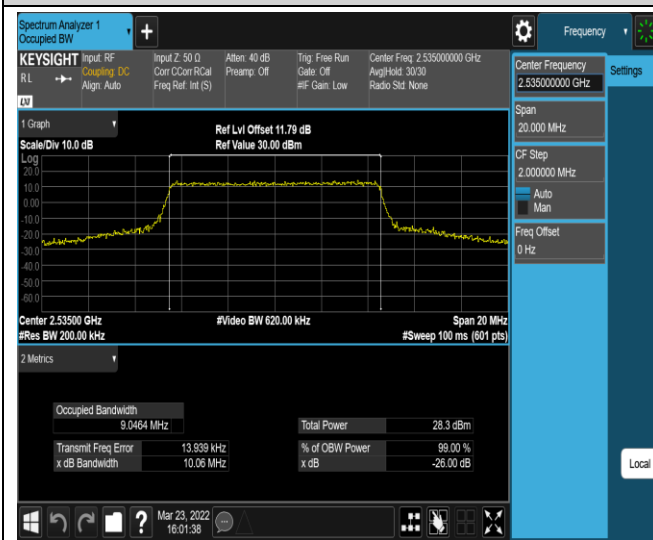 Spectrum Analyzer 1
Occupied BW
+
Frequency
KEYSIGHT
RL
LXI
Input: RF
Coupling: DC
Align: Auto
Input Z: 50 Ω
Corr CCorr RCal
Freq Ref: Int (S)
Atten: 40 dB
Preamp: Off
Trig: Free Run
Gate: Off
#IF Gain: Low
Center Freq: 2.535000000 GHz
Avg|Hold: 30/30
Radio Std: None
Center Frequency
2.535000000 GHz
Settings
Span
20.000 MHz
CF Step
2.000000 MHz
Auto
Man
Freq Offset
0 Hz
Local
1 Graph
Scale/Div 10.0 dB
Ref Lvl Offset 11.79 dB
Ref Value 30.00 dBm
Log
20.0
10.0
0.00
-10.0
-20.0
-30.0
-40.0
-50.0
-60.0
Center 2.53500 GHz
#Video BW 620.00 kHz
Span 20 MHz
#Res BW 200.00 kHz
#Sweep 100 ms (601 pts)
2 Metrics
Occupied Bandwidth
9.0464 MHz
Total Power 28.3 dBm
Transmit Freq Error 13.939 kHz
% of OBW Power 99.00 %
x dB Bandwidth 10.06 MHz
x dB -26.00 dB
?
Mar 23, 2022
16:01:38